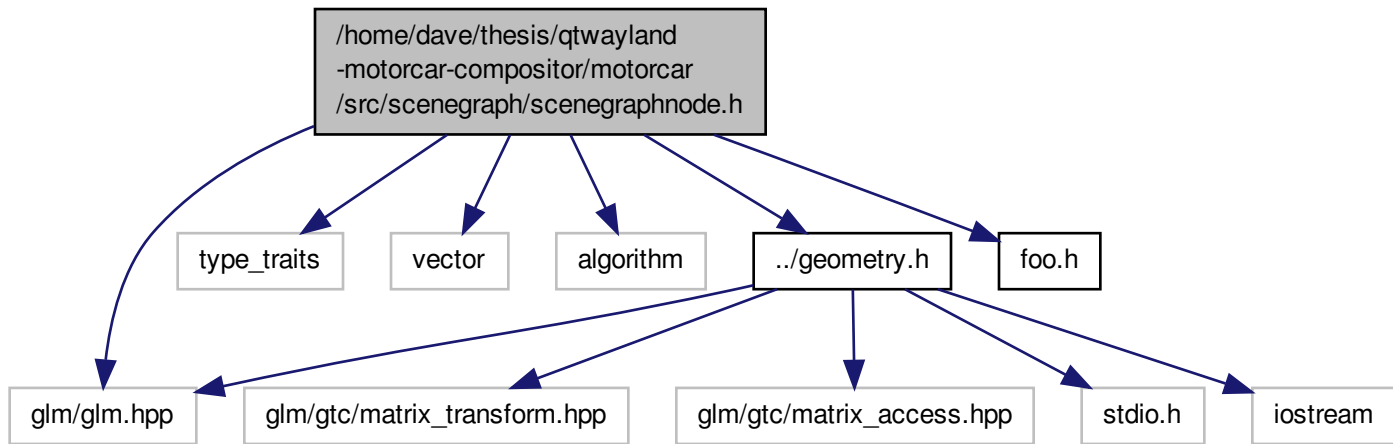 /home/dave/thesis/qtwayland
-motorcar-compositor/motorcar
/src/scenegraph/scenegraphnode.h
type_traits
vector
algorithm
../geometry.h
foo.h
glm/glm.hpp
glm/gtc/matrix_transform.hpp
glm/gtc/matrix_access.hpp
stdio.h
iostream